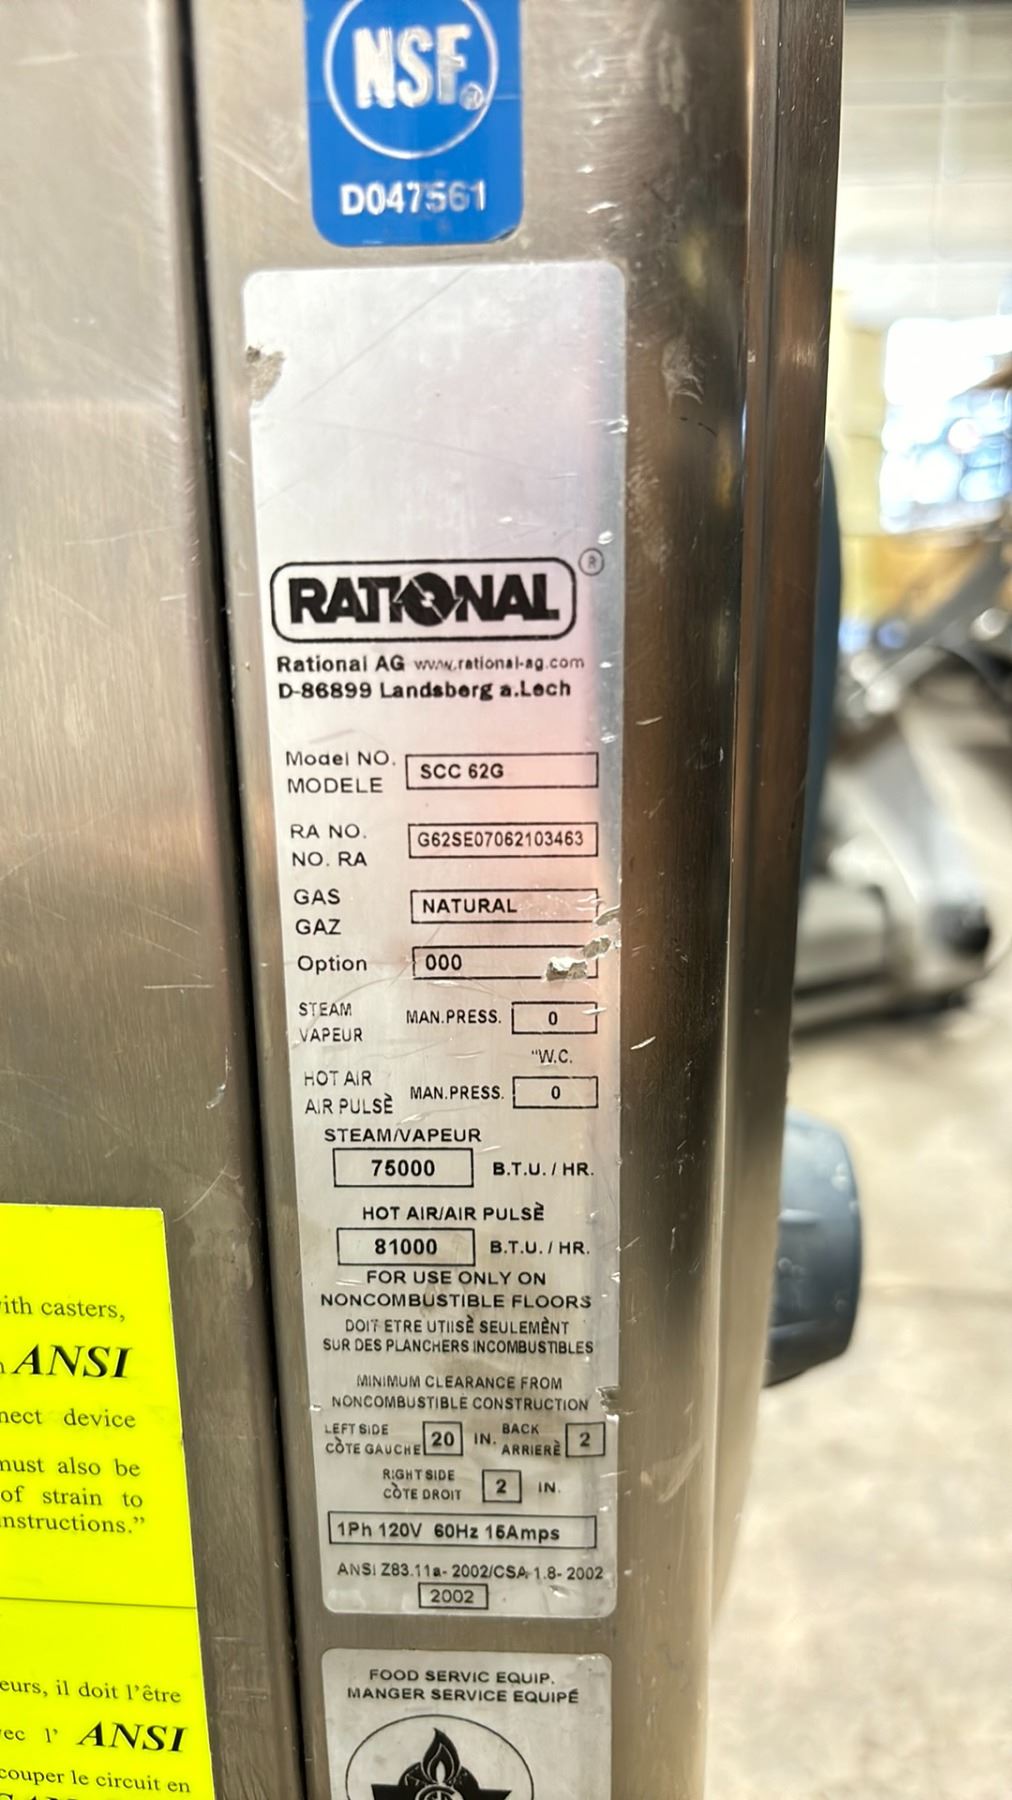 NSF®
D047561
RATIONAL®
Rational AG www.rational-ag.com
D-86899 Landsberg a.Lech
Model NO.
MODELE
SCC 62G
RA NO.
NO. RA
G62SE07062103463
GAS
GAZ
NATURAL
Option 000
STEAM
VAPEUR
MAN.PRESS. 0
"W.C.
HOT AIR
AIR PULSÈ
MAN.PRESS. 0
STEAM/VAPEUR
75000 B.T.U. / HR.
HOT AIR/AIR PULSÈ
81000 B.T.U. / HR.
FOR USE ONLY ON
NONCOMBUSTIBLE FLOORS
DOIT ETRE UTIISÈ SEULEMÈNT
SUR DES PLANCHERS INCOMBUSTIBLES
MINIMUM CLEARANCE FROM
NONCOMBUSTIBLE CONSTRUCTION
LEFT SIDE
CÒTE GAUCHE
20 IN.
BACK
ARRIERÈ
2
RIGHT SIDE
CÒTE DROIT
2 IN.
1Ph 120V 60Hz 15Amps
ANSI Z83.11a- 2002/CSA 1.8- 2002
2002
FOOD SERVIC EQUIP.
MANGER SERVICE EQUIPÉ
ith casters,
ANSI
nect device
must also be
of strain to
nstructions.”
eurs, il doit l’être
ec l’ ANSI
couper le circuit en